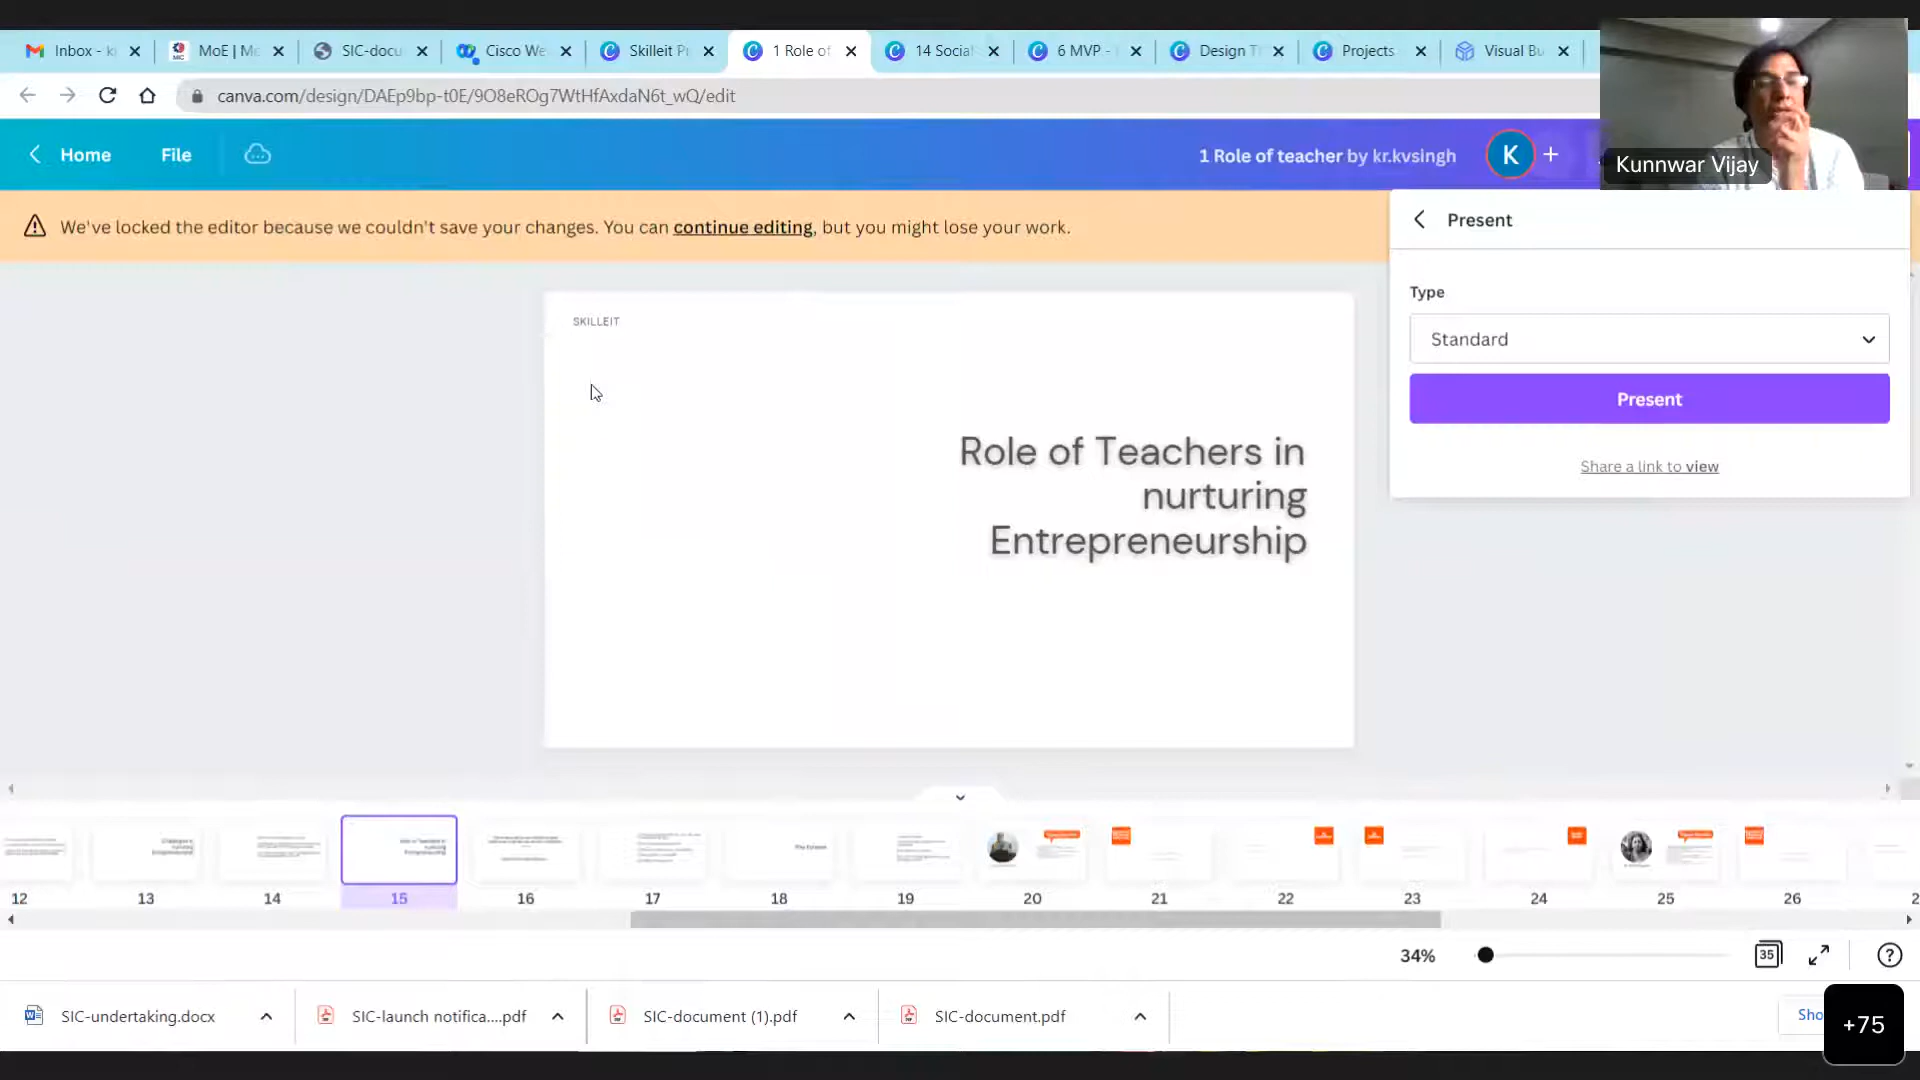 Inbox - k
MoE | Me
SIC-docu
Cisco We
Skilleit Pr
1 Role of
14 Social
6 MVP -
Design T
Projects
Visual Bu
canva.com/design/DAEp9bp-t0E/9O8eROg7WtHfAxdaN6t_wQ/edit
Home
File
1 Role of teacher by kr.kvsingh
K
Kunnwar Vijay
We've locked the editor because we couldn't save your changes. You can continue editing, but you might lose your work.
Present
Type
Standard
Present
Share a link to view
SKILLEIT
Role of Teachers in
nurturing
Entrepreneurship
12
13
14
15
16
17
18
19
20
21
22
23
24
25
26
2
34%
35
SIC-undertaking.docx
SIC-launch notifica....pdf
SIC-document (1).pdf
SIC-document.pdf
Sho
+75